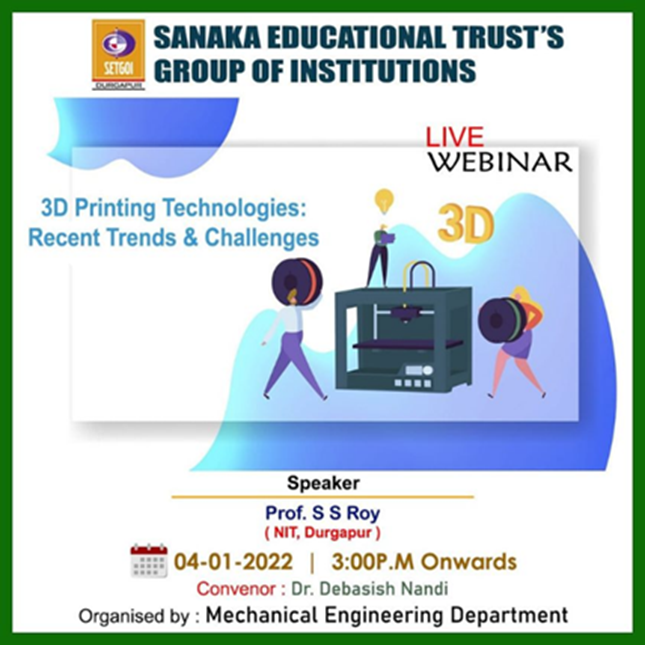 SETGOI
DURGAPUR
SANAKA EDUCATIONAL TRUST'S
GROUP OF INSTITUTIONS
LIVE
WEBINAR
3D Printing Technologies:
Recent Trends & Challenges
3D
Speaker
Prof. S S Roy
( NIT, Durgapur )
04-01-2022 | 3:00P.M Onwards
Convenor : Dr. Debasish Nandi
Organised by : Mechanical Engineering Department